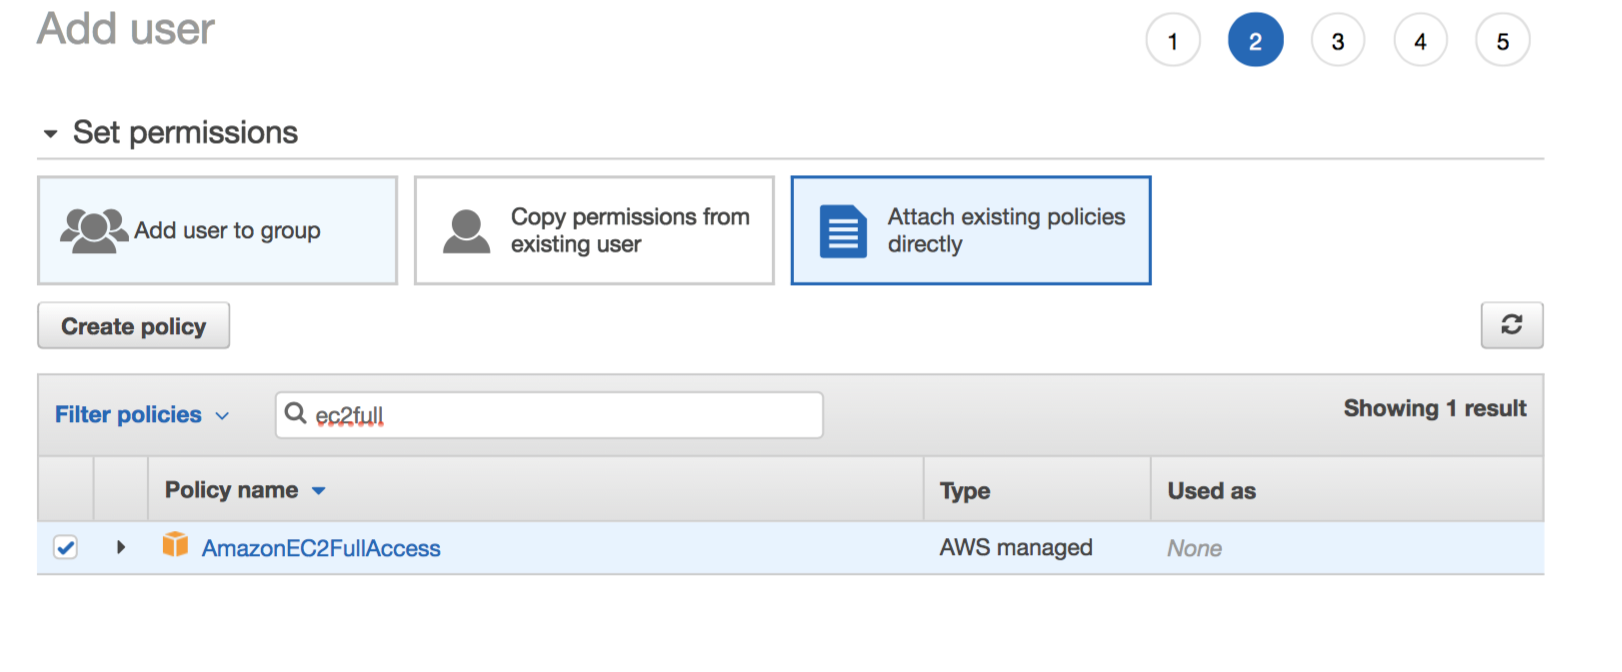 Add user
1 2 3 4 5
Set permissions
Add user to group
Copy permissions from
existing user
Attach existing policies
directly
Create policy
Filter policies
ec2full
Showing 1 result
Policy name
Type
Used as
AmazonEC2FullAccess
AWS managed
None